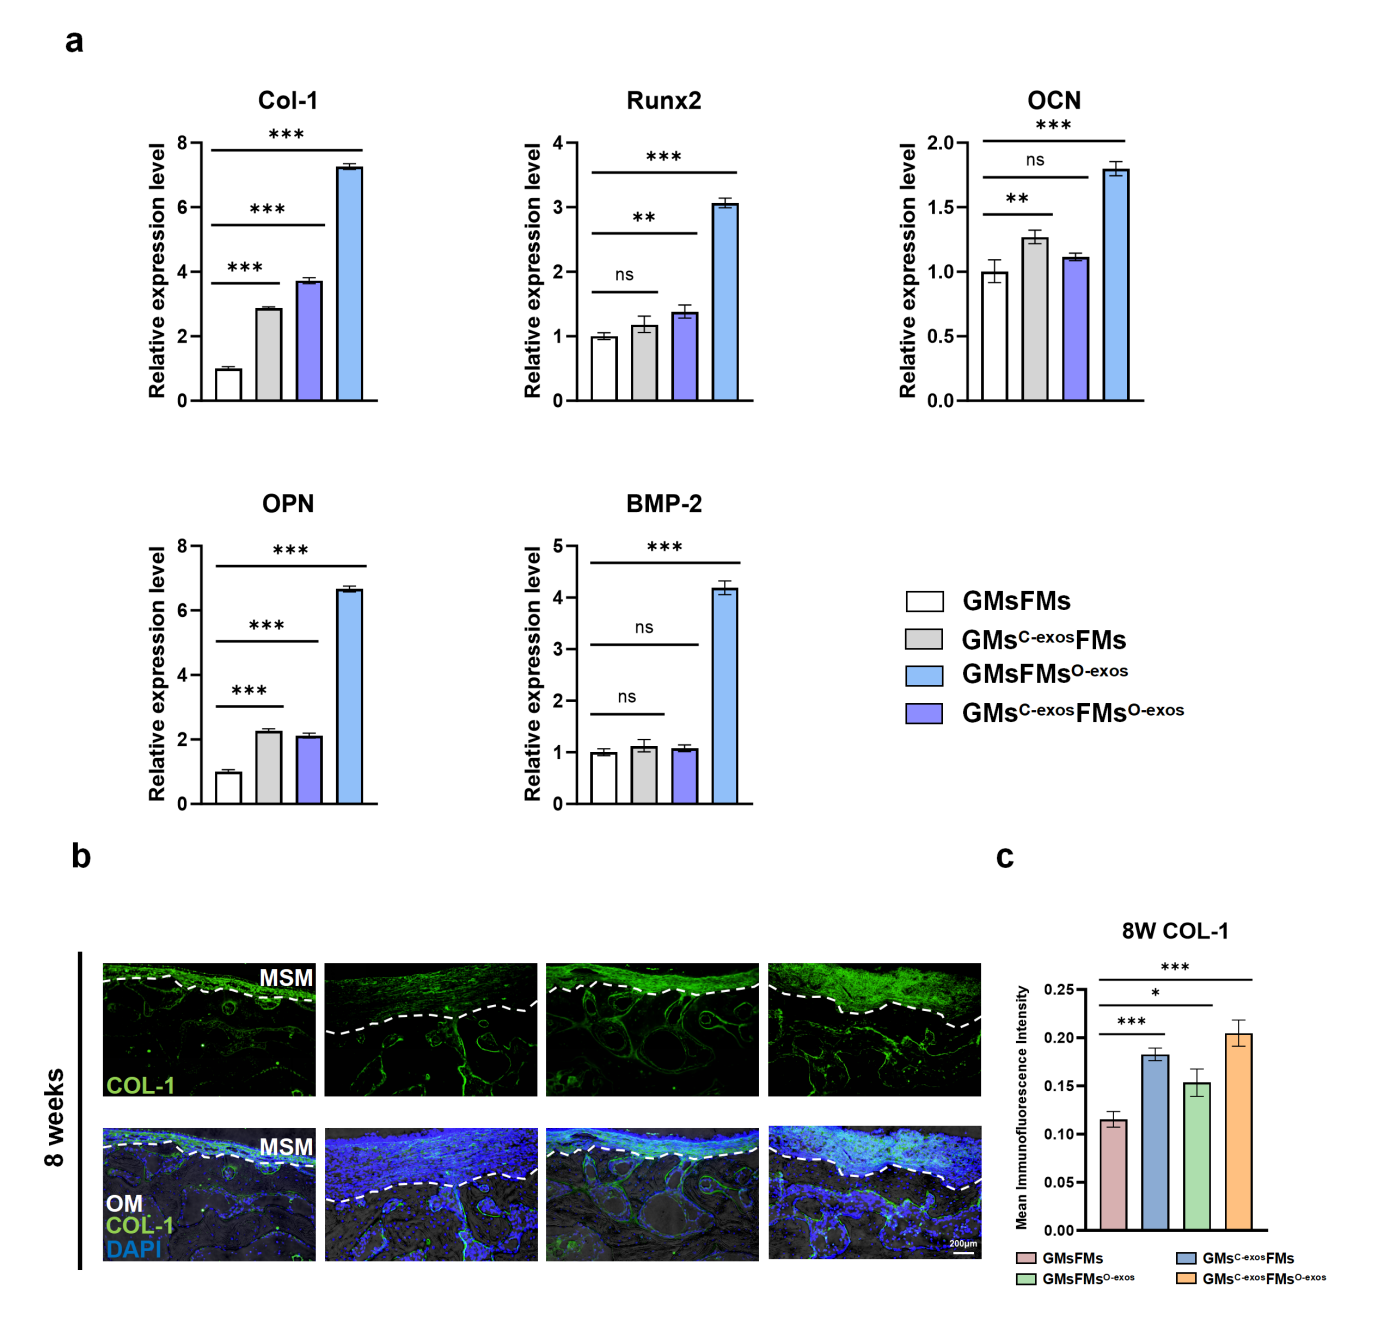 a
Col-1
Relative expression level
8
6
4
2
0
***
***
***
Runx2
Relative expression level
4
3
2
1
0
***
**
ns
OCN
Relative expression level
2.0
1.5
1.0
0.5
0.0
***
ns
**
OPN
Relative expression level
8
6
4
2
0
***
***
***
BMP-2
Relative expression level
5
4
3
2
1
0
***
ns
ns
GMsFMs
GMsC-exosFMs
GMsFMsO-exos
GMsC-exosFMsO-exos
b
8 weeks
MSM
COL-1
MSM
OM
COL-1
DAPI
200μm
c
8W COL-1
Mean Immunofluorescence Intensity
0.25
0.20
0.15
0.10
0.05
0.00
***
*
***
GMsFMs
GMsC-exosFMs
GMsFMsO-exos
GMsC-exosFMsO-exos